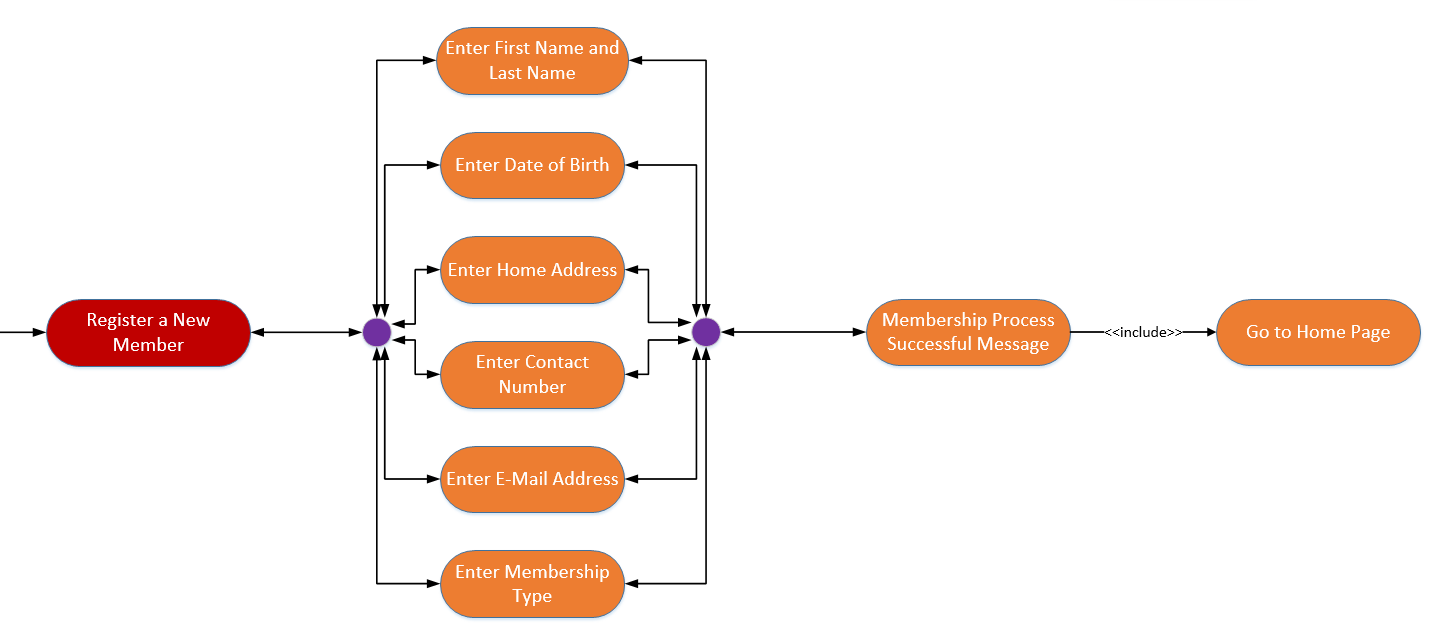 Enter First Name and
Last Name
Enter Date of Birth
Enter Home Address
Register a New
Member
Membership Process
Successful Message
<<include>>
Go to Home Page
Enter Contact
Number
Enter E-Mail Address
Enter Membership
Type